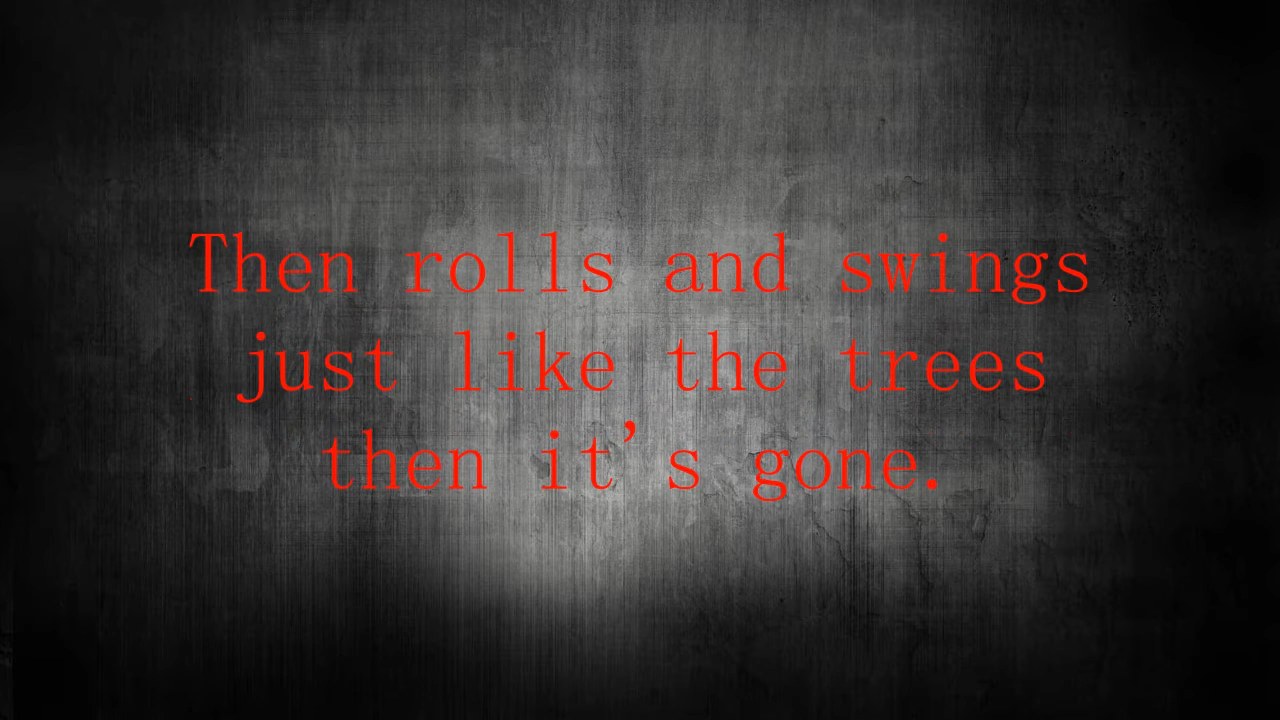 Then rolls and swings
just like the trees
then it's gone.